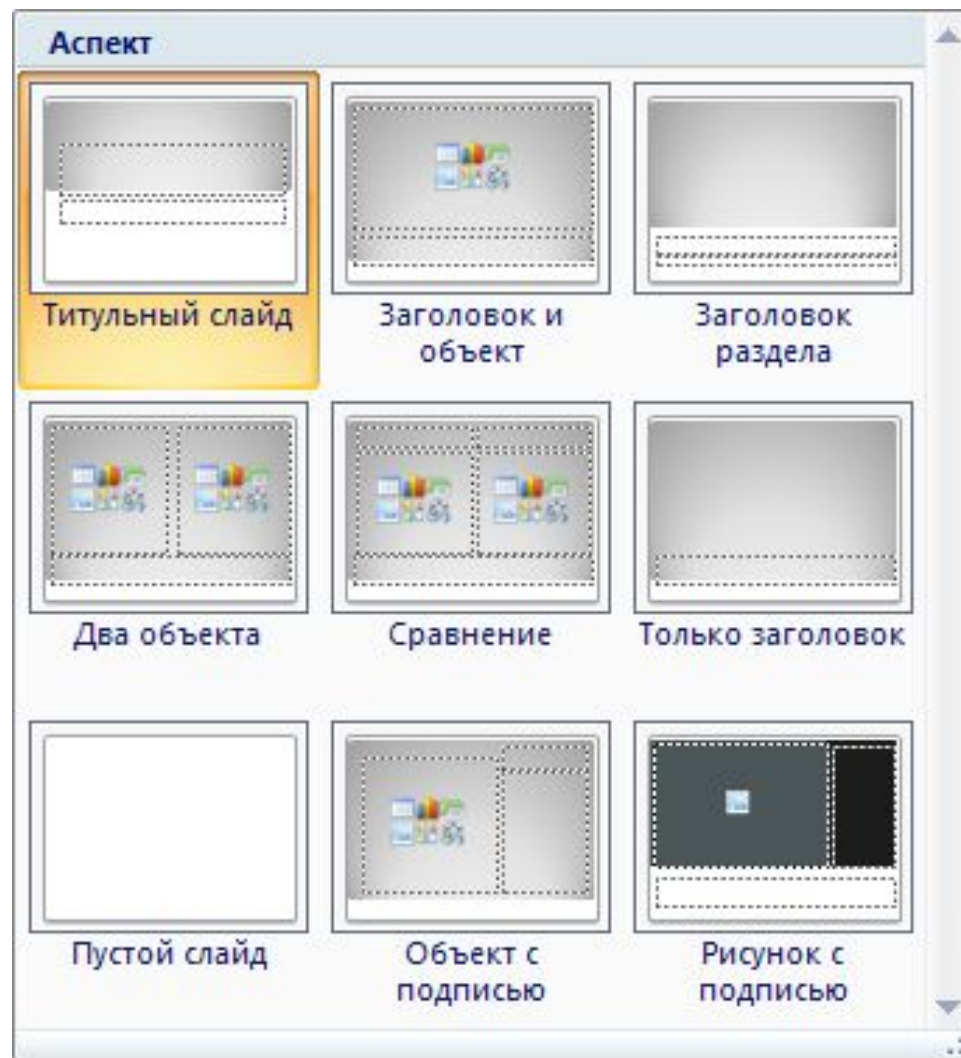 Аспект
Титульный слайд
Заголовок и
объект
Заголовок
раздела
Два объекта
Сравнение
Только заголовок
Пустой слайд
Объект с
подписью
Рисунок с
подписью